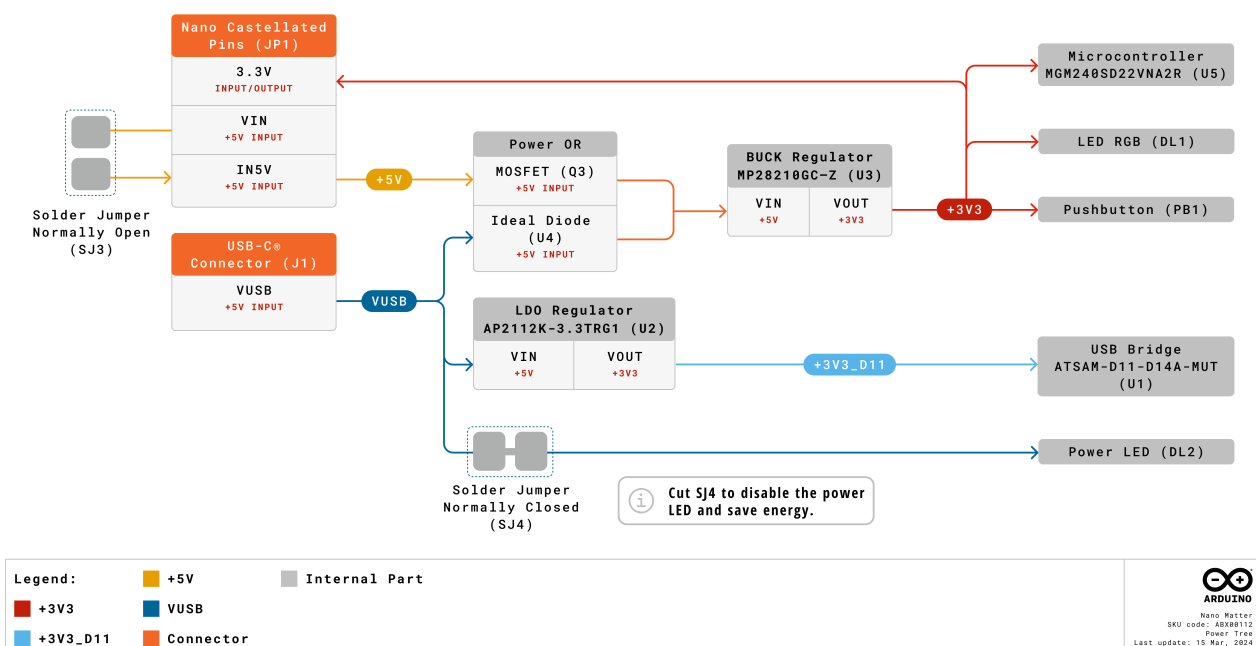 Nano Castellated
Pins (JP1)
3.3V
INPUT/OUTPUT
VIN
+5V INPUT
IN5V
+5V INPUT
Solder Jumper
Normally Open
(SJ3)
USB-C®
Connector (J1)
VUSB
+5V INPUT
+5V
VUSB
Power OR
MOSFET (Q3)
+5V INPUT
Ideal Diode
(U4)
+5V INPUT
BUCK Regulator
MP28210GC-Z (U3)
VIN
+5V
VOUT
+3V3
+3V3
Microcontroller
MGM240SD22VNA2R (U5)
LED RGB (DL1)
Pushbutton (PB1)
LDO Regulator
AP2112K-3.3TRG1 (U2)
VIN
+5V
VOUT
+3V3
+3V3_D11
USB Bridge
ATSAM-D11-D14A-MUT
(U1)
Solder Jumper
Normally Closed
(SJ4)
Power LED (DL2)
i
Cut SJ4 to disable the power
LED and save energy.
Legend:
+3V3
+3V3_D11
+5V
VUSB
Connector
Internal Part
ARDUINO
Nano Matter
SKU code: ABX00112
Power Tree
Last update: 15 Mar, 2024